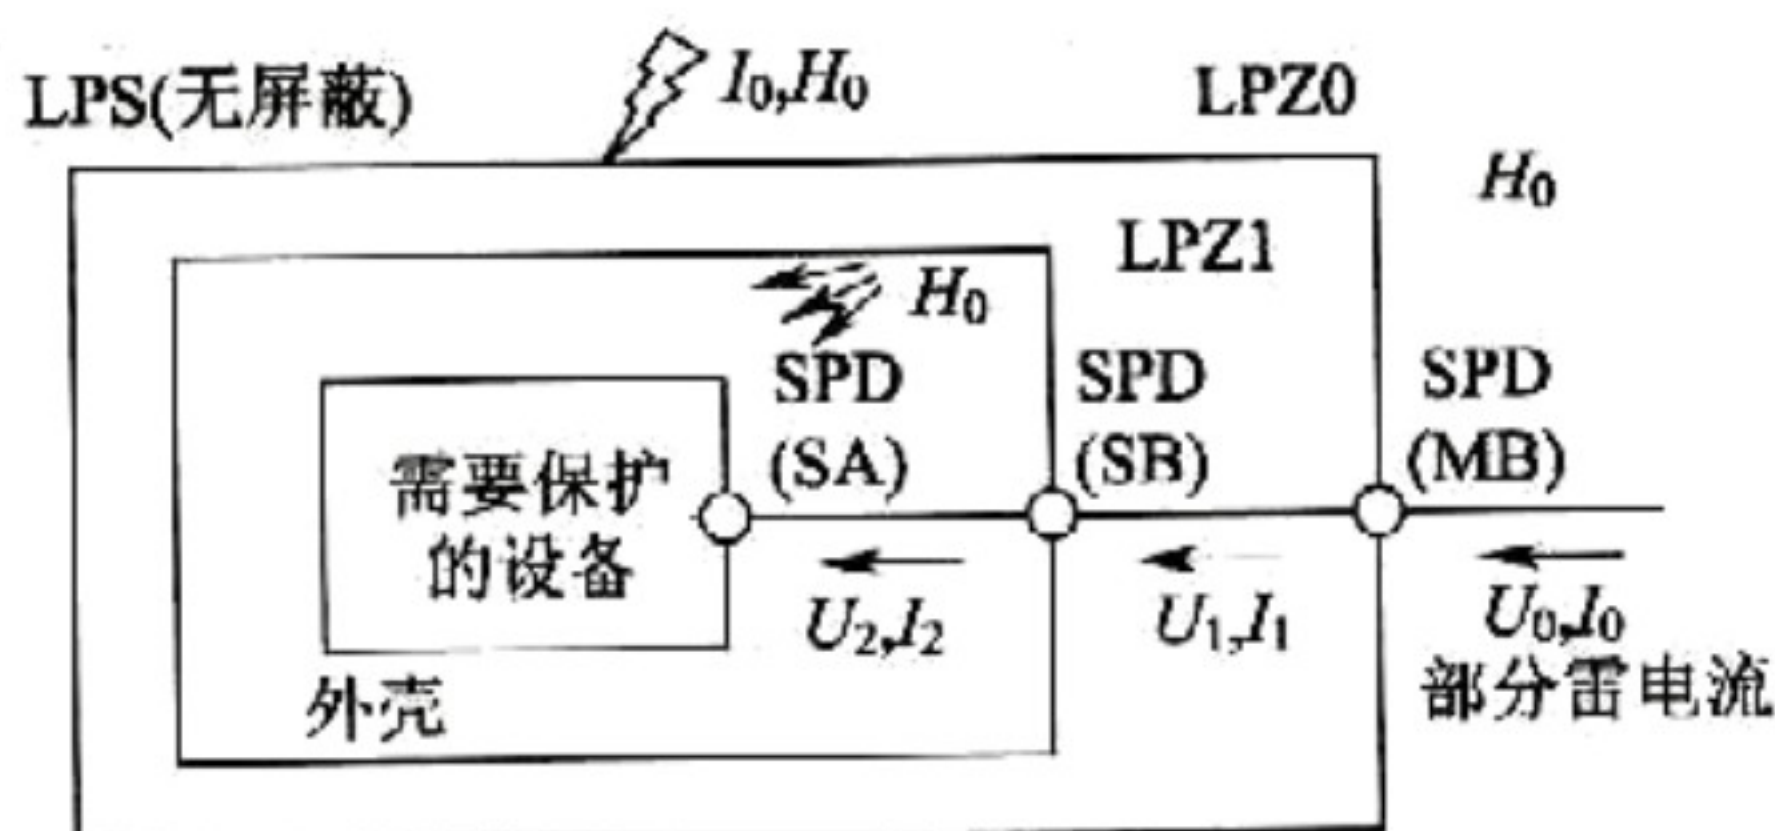 LPS(无屏蔽)
I₀,H₀
LPZ0
H₀
LPZ1
H₀
SPD
(SA)
SPD
(SB)
SPD
(MB)
需要保护
的设备
U₂,I₂
U₁,I₁
U₀,I₀
部分雷电流
外壳